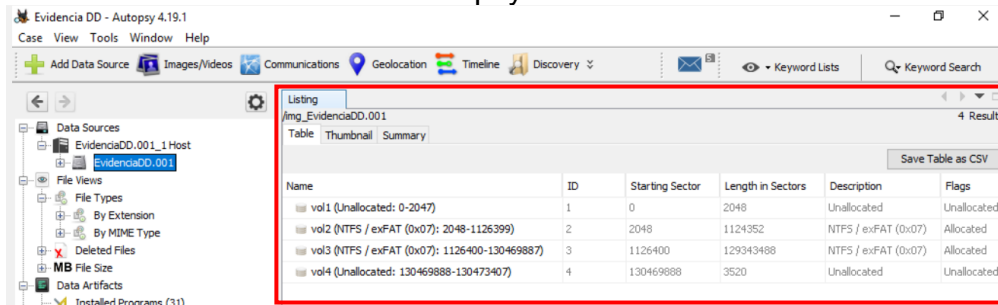 Evidencia DD - Autopsy 4.19.1
Case View Tools Window Help
Add Data Source Images/Videos Communications Geolocation Timeline Discovery Keyword Lists Keyword Search
Listing
/img_EvidenciaDD.001 4 Result
Table Thumbnail Summary
Save Table as CSV
Name ID Starting Sector Length in Sectors Description Flags
vol1 (Unallocated: 0-2047) 1 0 2048 Unallocated Unallocated
vol2 (NTFS / exFAT (0x07): 2048-1126399) 2 2048 1124352 NTFS / exFAT (0x07) Allocated
vol3 (NTFS / exFAT (0x07): 1126400-130469887) 3 1126400 129343488 NTFS / exFAT (0x07) Allocated
vol4 (Unallocated: 130469888-130473407) 4 130469888 3520 Unallocated Unallocated
Data Sources
EvidenciaDD.001_1 Host
EvidenciaDD.001
File Views
File Types
By Extension
By MIME Type
Deleted Files
MB File Size
Data Artifacts
Installed Programs (31)